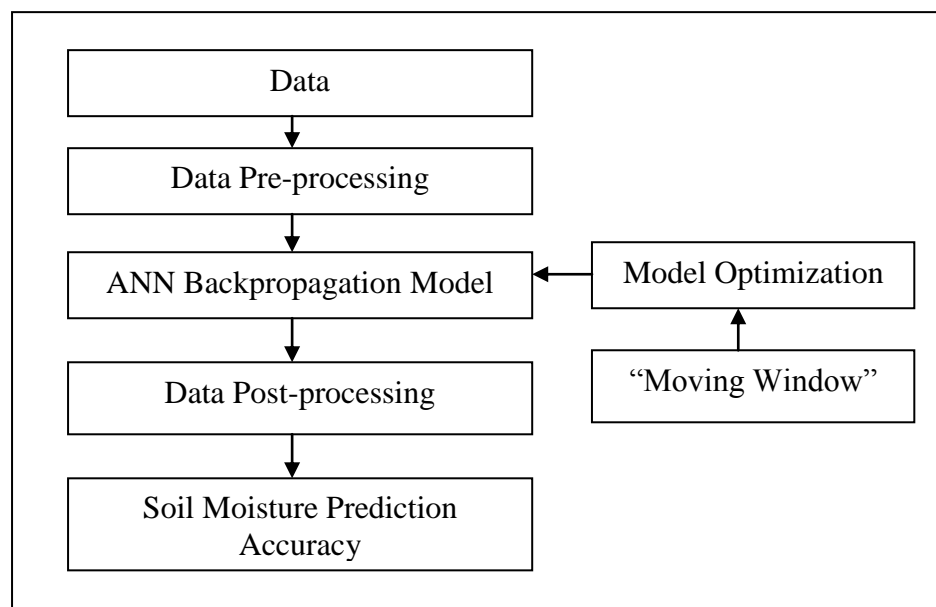 Data
Data Pre-processing
ANN Backpropagation Model
Model Optimization
Data Post-processing
“Moving Window”
Soil Moisture Prediction
Accuracy